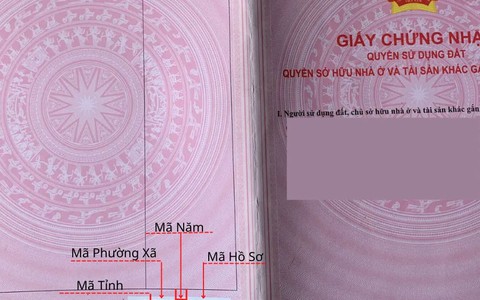 GIẤY CHỨNG NHẬ
QUYỀN SỬ DỤNG ĐẤT
QUYỀN SỞ HỮU NHÀ Ở VÀ TÀI SẢN KHÁC GẮ
I. Người sử dụng đất, chủ sở hữu nhà ở và tài sản khác gắn
Mã Năm
Mã Phường Xã
Mã Hồ Sơ
Mã Tỉnh